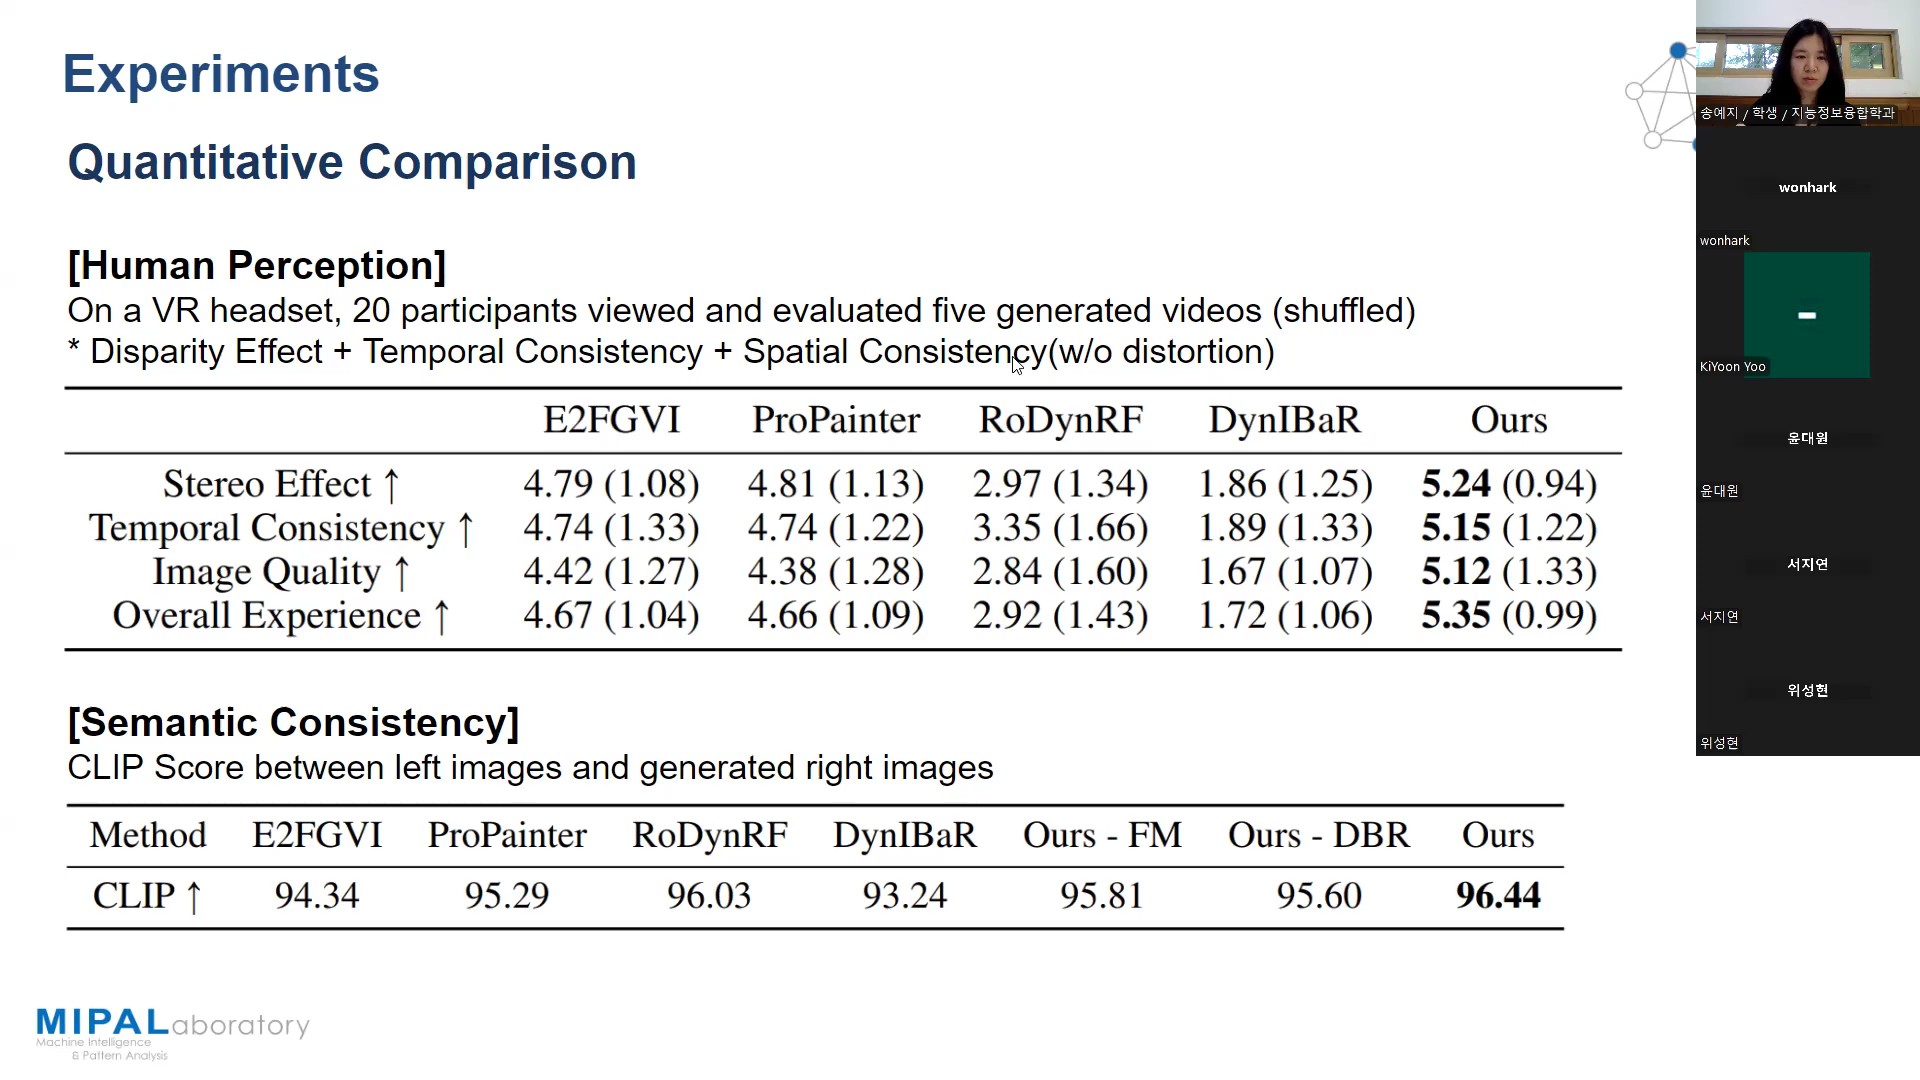 Experiments
Quantitative Comparison
[Human Perception]
On a VR headset, 20 participants viewed and evaluated five generated videos (shuffled)
* Disparity Effect + Temporal Consistency + Spatial Consistency(w/o distortion)
E2FGVI ProPainter RoDynRF DynIBaR Ours
Stereo Effect ↑ 4.79 (1.08) 4.81 (1.13) 2.97 (1.34) 1.86 (1.25) 5.24 (0.94)
Temporal Consistency ↑ 4.74 (1.33) 4.74 (1.22) 3.35 (1.66) 1.89 (1.33) 5.15 (1.22)
Image Quality ↑ 4.42 (1.27) 4.38 (1.28) 2.84 (1.60) 1.67 (1.07) 5.12 (1.33)
Overall Experience ↑ 4.67 (1.04) 4.66 (1.09) 2.92 (1.43) 1.72 (1.06) 5.35 (0.99)
[Semantic Consistency]
CLIP Score between left images and generated right images
Method E2FGVI ProPainter RoDynRF DynIBaR Ours - FM Ours - DBR Ours
CLIP ↑ 94.34 95.29 96.03 93.24 95.81 95.60 96.44
MIPALaboratory
Machine Intelligence
& Pattern Analysis
송예지 / 학생 / 지능정보융합학과
wonhark
wonhark
-
KiYoon Yoo
윤대원
윤대원
서지연
서지연
위성현
위성현